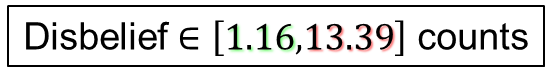 Disbelief ∈ [1.16,13.39] counts